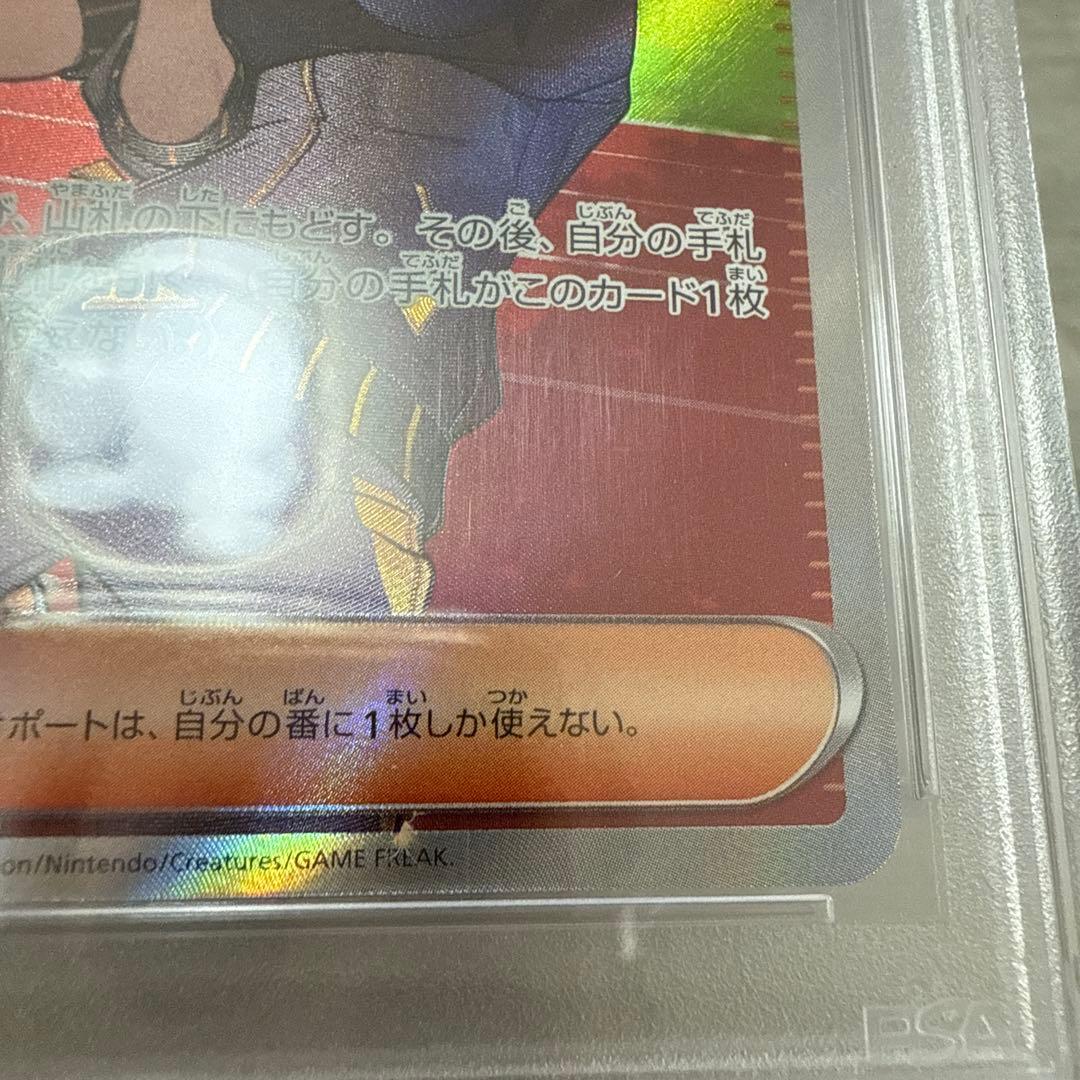 、山札の下にもどす。その後、自分の手札
分の手札がこのカード1枚
ポートは、自分の番に1枚しか使えない。
on/Nintendo/Creatures/GAME FREAK.
PSA